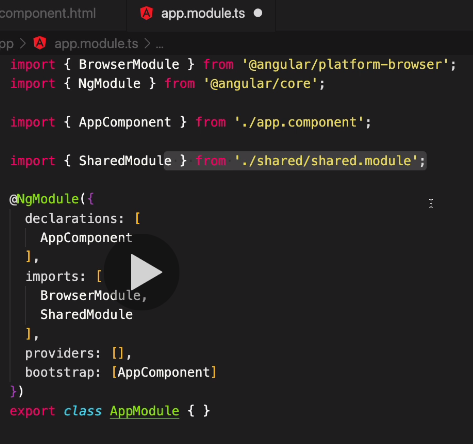 component.html
app.module.ts
pp > app.module.ts > ...
import { BrowserModule } from '@angular/platform-browser';
import { NgModule } from '@angular/core';
import { AppComponent } from './app.component';
import { SharedModule } from './shared/shared.module';
@NgModule({
declarations: [
AppComponent
],
imports: [
BrowserModule,
SharedModule
],
providers: [],
bootstrap: [AppComponent]
})
export class AppModule { }